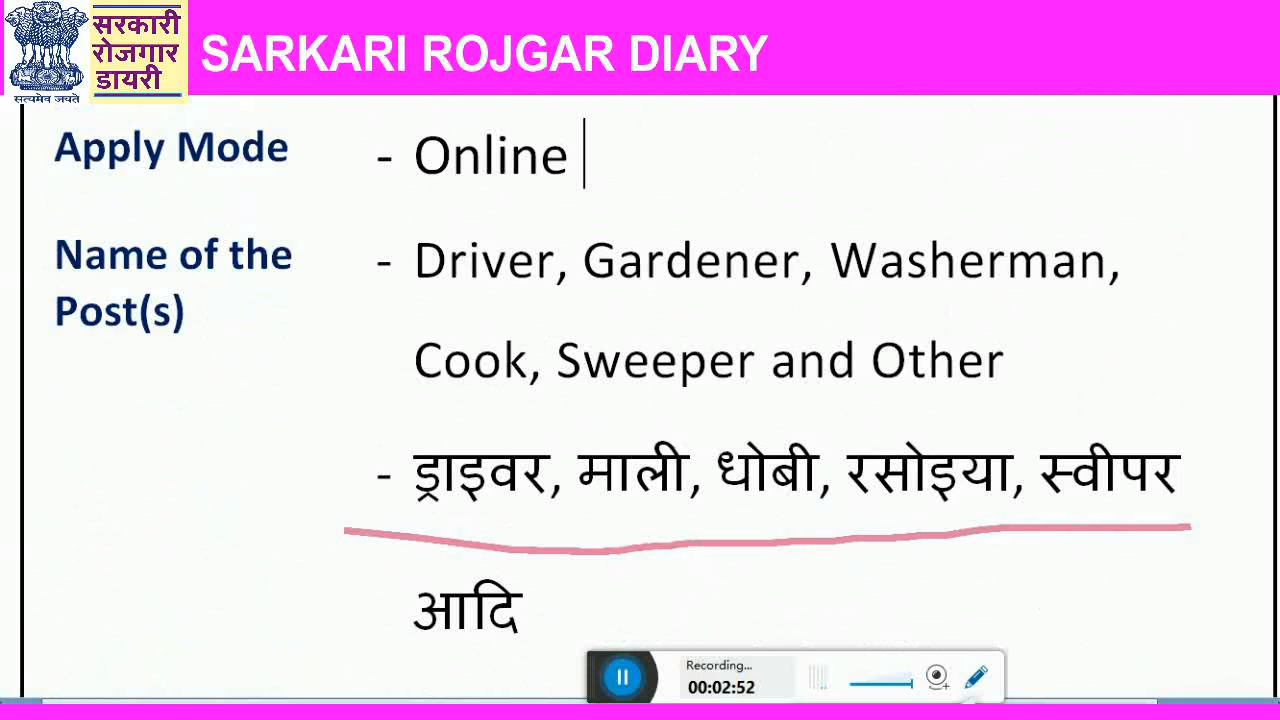 सरकारी
रोजगार
डायरी
सत्यमेव जयते
SARKARI ROJGAR DIARY
Apply Mode - Online
Name of the - Driver, Gardener, Washerman,
Post(s)
Cook, Sweeper and Other
- ड्राइवर, माली, धोबी, रसोइया, स्वीपर
आदि
Recording...
00:02:52